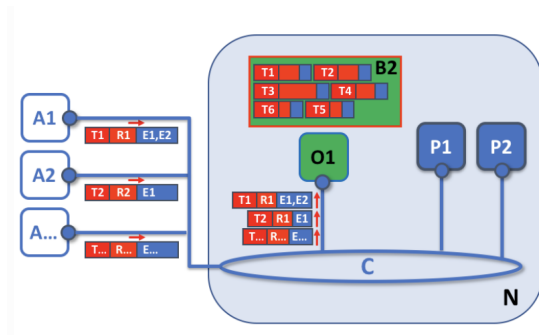 A1
T1 R1 E1,E2
A2
T2 R2 E1
A...
T... R... E...
B2
T1 T2
T3 T4
T6 T5
O1
T1 R1 E1,E2
T2 R1 E1
T... R... E...
P1 P2
C
N